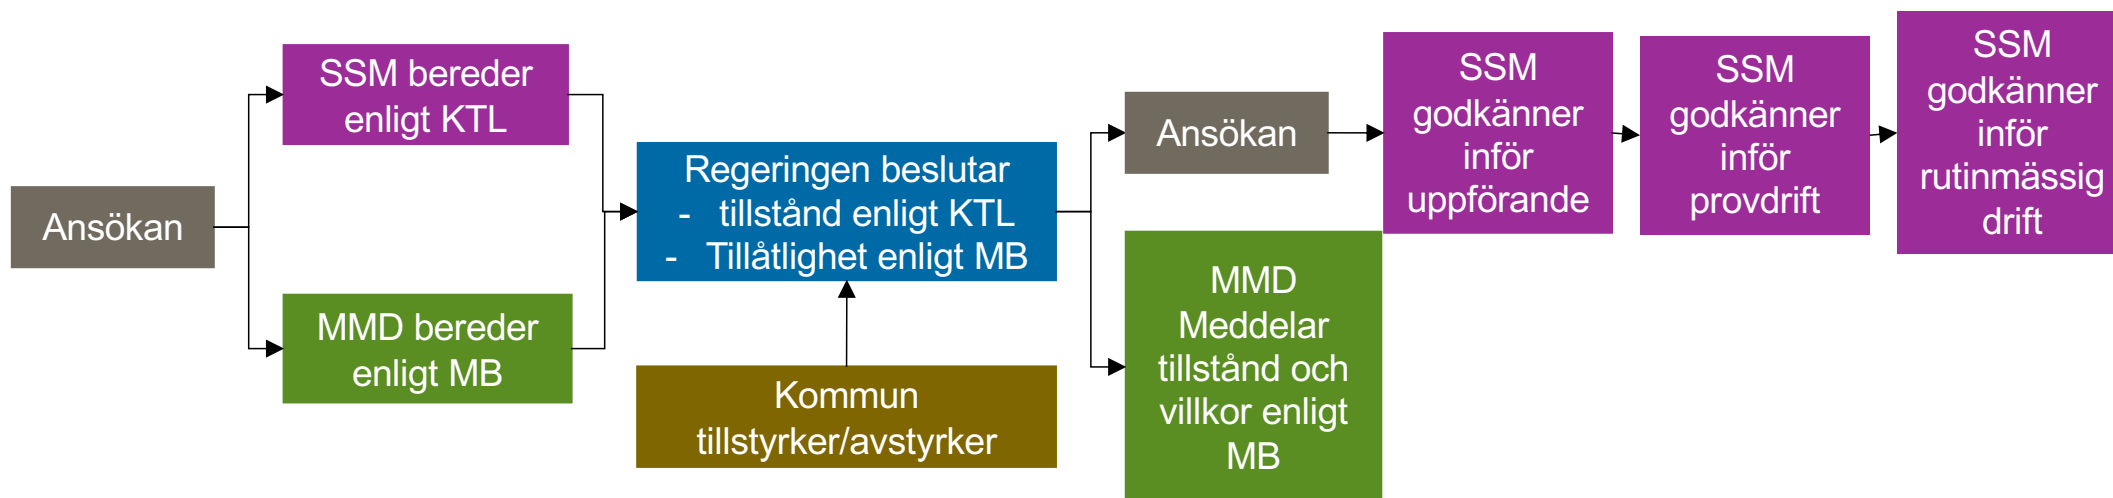 Ansökan
SSM bereder
enligt KTL
MMD bereder
enligt MB
Regeringen beslutar
- tillstånd enligt KTL
- Tillåtlighet enligt MB
Kommun
tillstyrker/avstyrker
Ansökan
MMD
Meddelar
tillstånd och
villkor enligt
MB
SSM
godkänner
inför
uppförande
SSM
godkänner
inför
provdrift
SSM
godkänner
inför
rutinmässig
drift